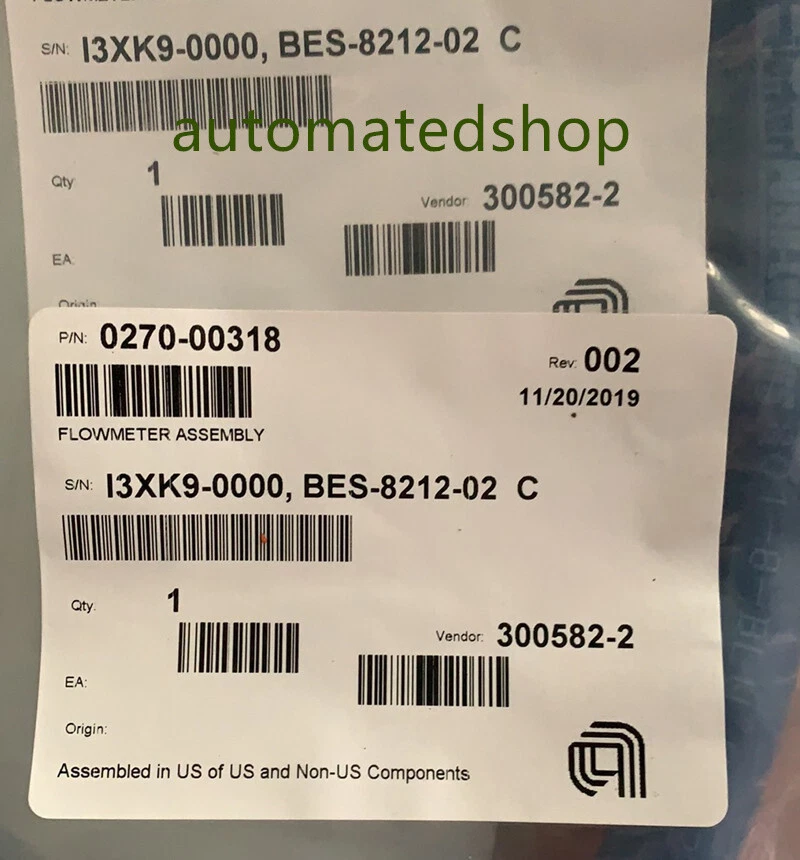 S/N: I3XK9-0000, BES-8212-02 C
automatedshop
Qty 1
Vendor: 300582-2
EA:
Origin
P/N: 0270-00318
Rev: 002
11/20/2019
FLOWMETER ASSEMBLY
S/N: I3XK9-0000, BES-8212-02 C
Qty. 1
Vendor: 300582-2
EA:
Origin:
Assembled in US of US and Non-US Components